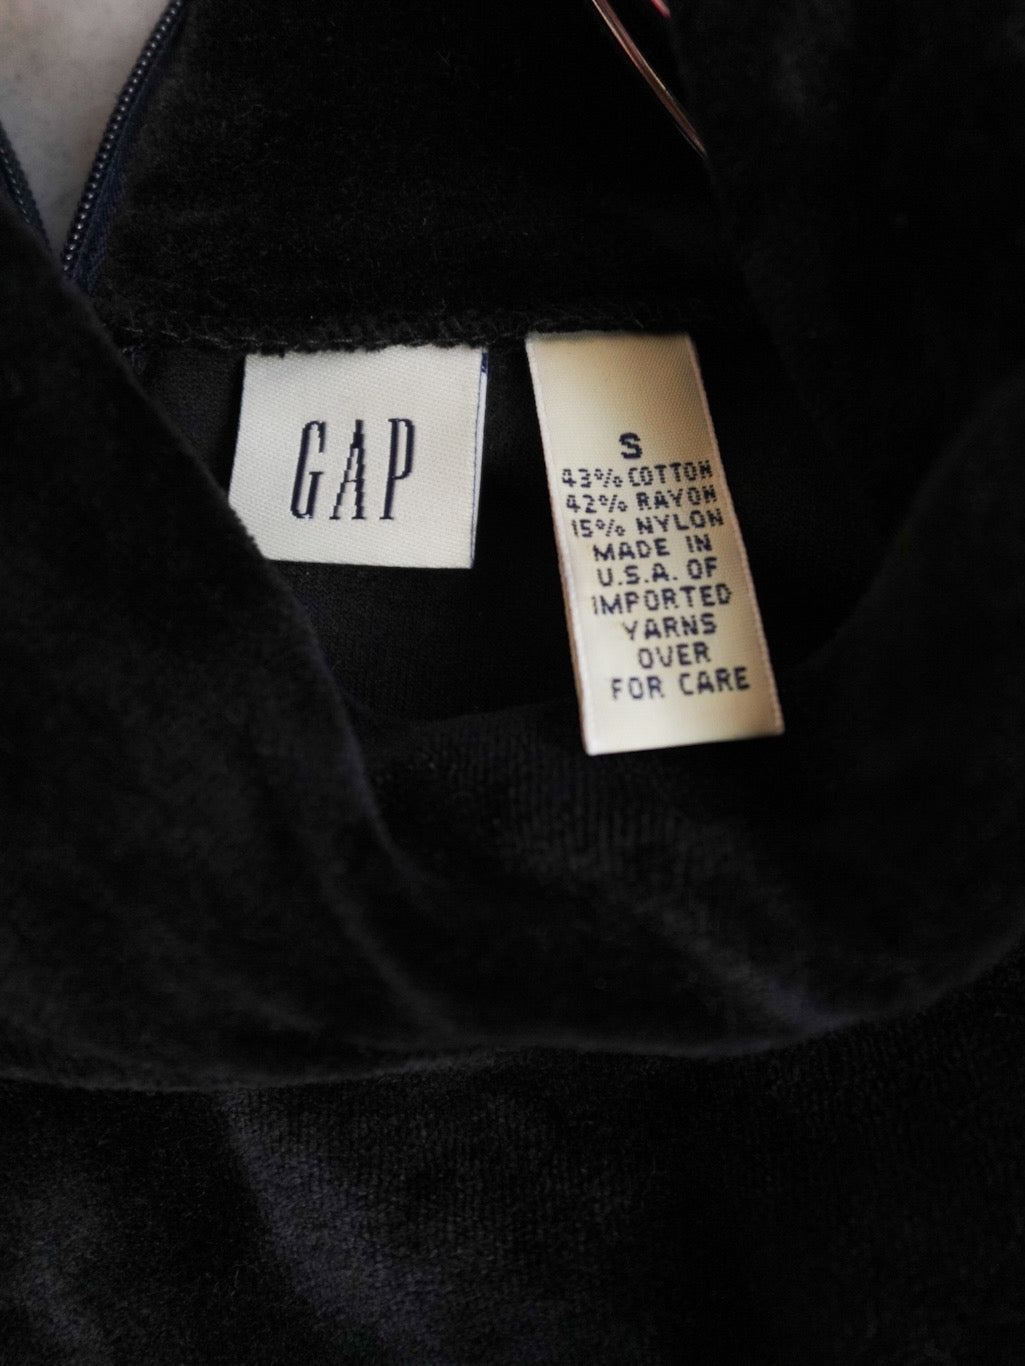 GAP
S
43% COTTON
42% RAYON
15% NYLON
MADE IN
U.S.A. OF
IMPORTED
YARNS
OVER
FOR CARE